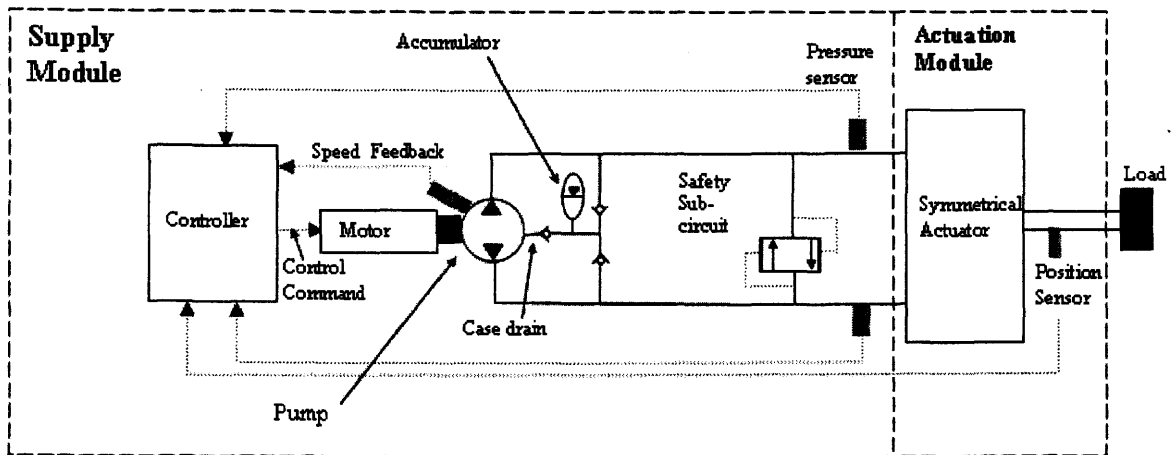 Supply
Module
Accumulator
Pressure
sensor
Actuation
Module
Speed Feedback
Load
Controller
Motor
Safety
Sub-
circuit
Symmetrical
Actuator
Control
Command
Case drain
Position
Sensor
Pump